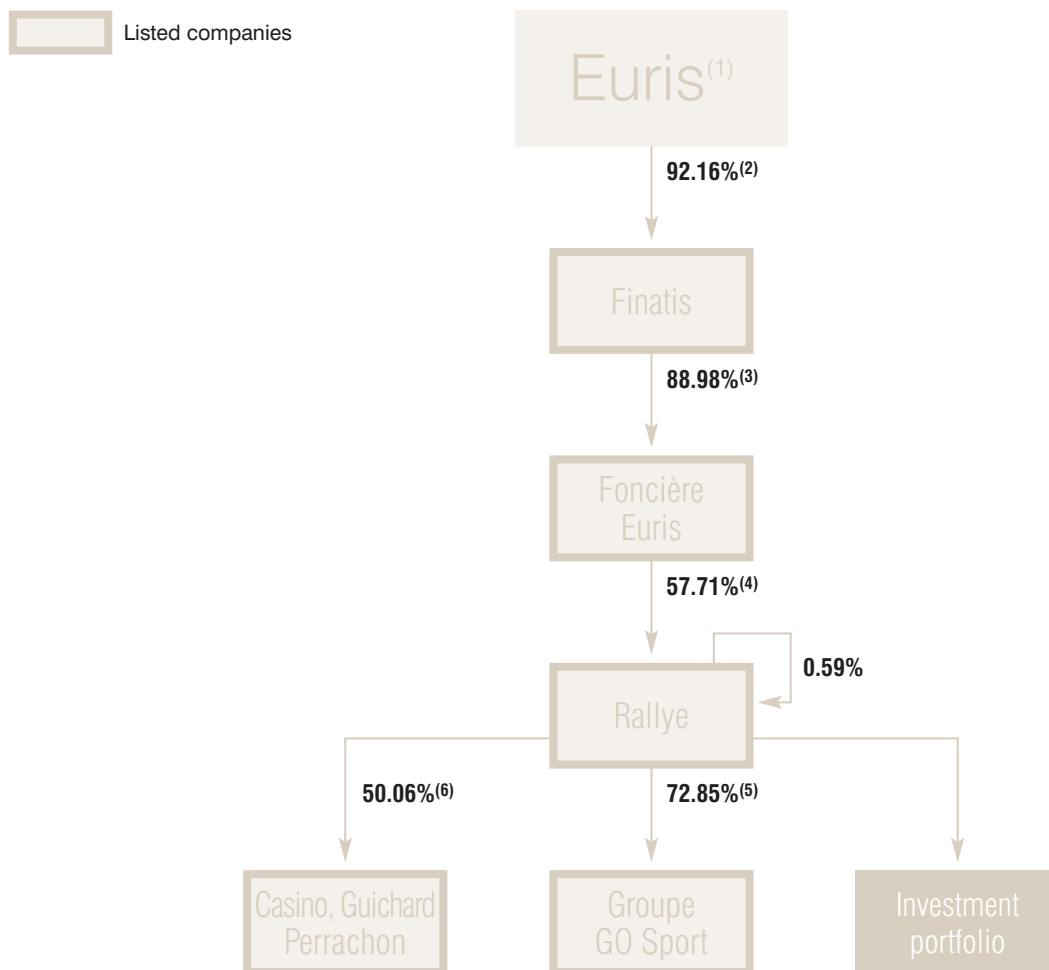 Listed companies
Euris(1)
92.16%(2)
Finatis
88.98%(3)
Foncière
Euris
57.71%(4)
0.59%
Rallye
50.06%(6)
72.85%(5)
Casino, Guichard
Perrachon
Groupe
GO Sport
Investment
portfolio